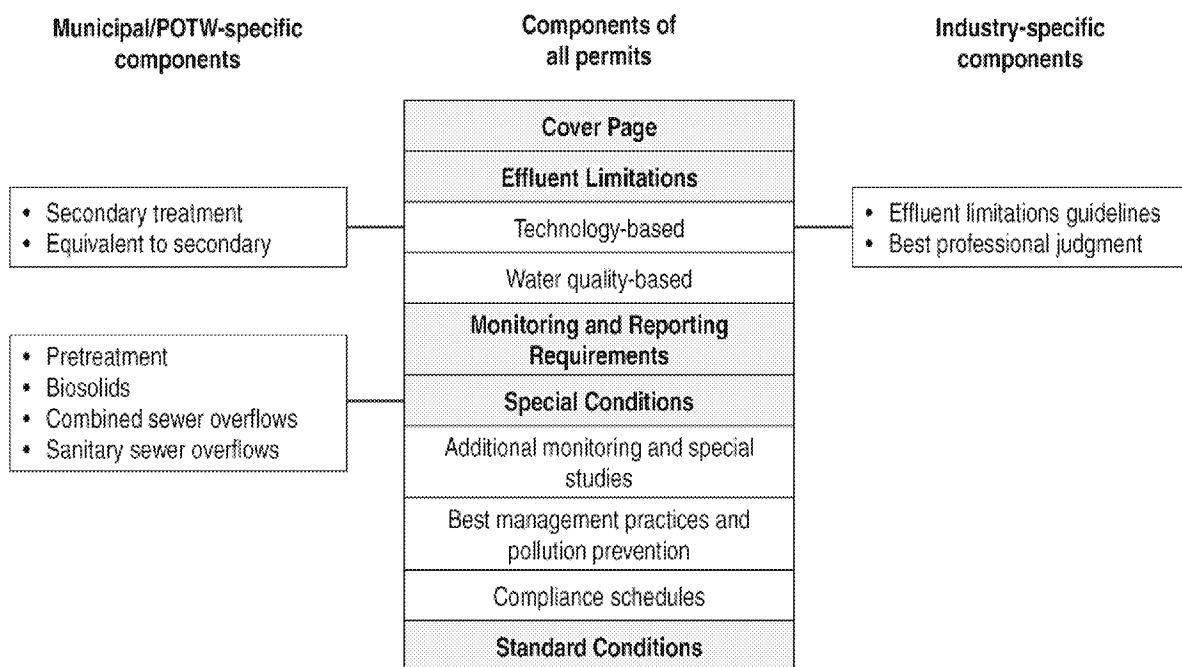 Municipal/POTW-specific
components
Components of
all permits
Industry-specific
components
Cover Page
Effluent Limitations
• Secondary treatment
• Equivalent to secondary
Technology-based
• Effluent limitations guidelines
• Best professional judgment
Water quality-based
Monitoring and Reporting
Requirements
• Pretreatment
• Biosolids
• Combined sewer overflows
• Sanitary sewer overflows
Special Conditions
Additional monitoring and special
studies
Best management practices and
pollution prevention
Compliance schedules
Standard Conditions